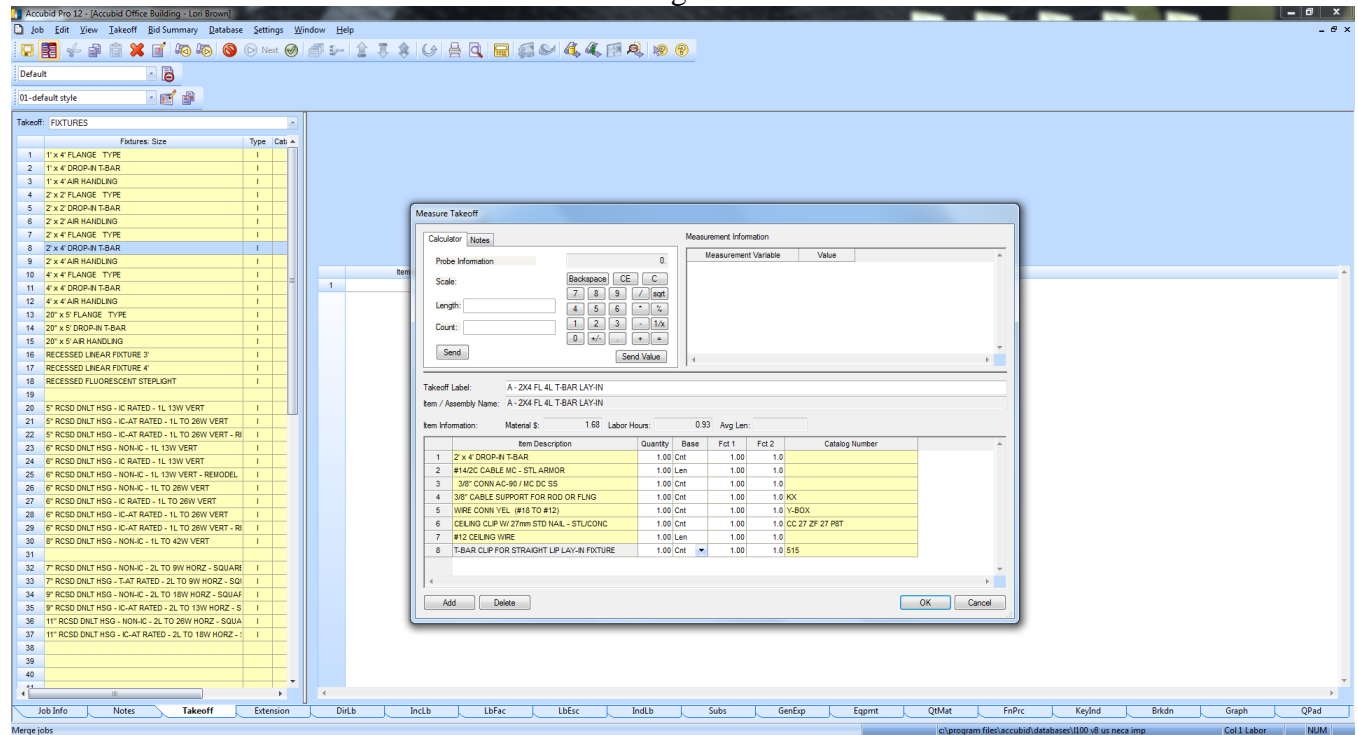 Accubid Pro 12 - [Accubid Office Building - Lori Brown]
Job Edit View Takeoff Bid Summary Database Settings Window Help
Next
Default
01-default style
Takeoff: FIXTURES
Fixtures: Size Type Cat
1 1' x 4' FLANGE TYPE I
2 1' x 4' DROP-IN T-BAR I
3 1' x 4' AIR HANDLING I
4 2' x 2' FLANGE TYPE I
5 2' x 2' DROP-IN T-BAR I
6 2' x 2' AIR HANDLING I
7 2' x 4' FLANGE TYPE I
8 2' x 4' DROP-IN T-BAR I
9 2' x 4' AIR HANDLING I
10 4' x 4' FLANGE TYPE I
11 4' x 4' DROP-IN T-BAR I
12 4' x 4' AIR HANDLING I
13 20" x 5' FLANGE TYPE I
14 20" x 5' DROP-IN T-BAR I
15 20" x 5' AIR HANDLING I
16 RECESSED LINEAR FIXTURE 3' I
17 RECESSED LINEAR FIXTURE 4' I
18 RECESSED FLUORESCENT STEPLIGHT I
19
20 5" RCSD DNLT HSG - IC RATED - 1L 13W VERT I
21 5" RCSD DNLT HSG - IC-AT RATED - 1L TO 26W VERT I
22 5" RCSD DNLT HSG - IC-AT RATED - 1L TO 26W VERT - RI I
23 6" RCSD DNLT HSG - NON-IC - 1L 13W VERT I
24 6" RCSD DNLT HSG - IC RATED - 1L 13W VERT I
25 6" RCSD DNLT HSG - NON-IC - 1L 13W VERT - REMODEL I
26 6" RCSD DNLT HSG - NON-IC - 1L TO 26W VERT I
27 6" RCSD DNLT HSG - IC RATED - 1L TO 26W VERT I
28 6" RCSD DNLT HSG - IC-AT RATED - 1L TO 26W VERT I
29 6" RCSD DNLT HSG - IC-AT RATED - 1L TO 26W VERT - RI I
30 8" RCSD DNLT HSG - NON-IC - 1L TO 42W VERT I
31
32 7" RCSD DNLT HSG - NON-IC - 2L TO 9W HORZ - SQUARE I
33 7" RCSD DNLT HSG - T-AT RATED - 2L TO 9W HORZ - SQI I
34 9" RCSD DNLT HSG - NON-IC - 2L TO 18W HORZ - SQUAF I
35 9" RCSD DNLT HSG - IC-AT RATED - 2L TO 13W HORZ - S I
36 11" RCSD DNLT HSG - NON-IC - 2L TO 26W HORZ - SQUA I
37 11" RCSD DNLT HSG - IC-AT RATED - 2L TO 18W HORZ - I
38
39
40
Item
1
Measure Takeoff
Calculator Notes
Probe Information 0.
Scale: Backspace CE C
7 8 9 / sqrt
Length: 4 5 6 * %
Count: 1 2 3 - 1/x
0 +/- . + =
Send Send Value
Measurement Information
Measurement Variable Value
Takeoff Label: A - 2X4 FL 4L T-BAR LAY-IN
Item / Assembly Name: A - 2X4 FL 4L T-BAR LAY-IN
Item Information: Material $: 1.68 Labor Hours: 0.93 Avg Len:
Item Description Quantity Base Fct 1 Fct 2 Catalog Number
1 2' x 4' DROP-IN T-BAR 1.00 Cnt 1.00 1.0
2 #14/2C CABLE MC - STL ARMOR 1.00 Len 1.00 1.0
3 3/8" CONN AC-90 / MC DC SS 1.00 Cnt 1.00 1.0
4 3/8" CABLE SUPPORT FOR ROD OR FLNG 1.00 Cnt 1.00 1.0 KX
5 WIRE CONN YEL (#18 TO #12) 1.00 Cnt 1.00 1.0 Y-BOX
6 CEILING CLIP W/ 27mm STD NAIL - STL/CONC 1.00 Cnt 1.00 1.0 CC 27 ZF 27 P8T
7 #12 CEILING WIRE 1.00 Len 1.00 1.0
8 T-BAR CLIP FOR STRAIGHT LIP LAY-IN FIXTURE 1.00 Cnt 1.00 1.0 515
Add Delete OK Cancel
Job Info Notes Takeoff Extension DirLb IncLb LbFac LbEsc IndLb Subs GenExp Eqpmt QtMat FnPrc KeyInd Brkdn Graph QPad
Merge jobs c:\program files\accubid\databases\l100 v8 us neca imp Col 1 Labor NUM